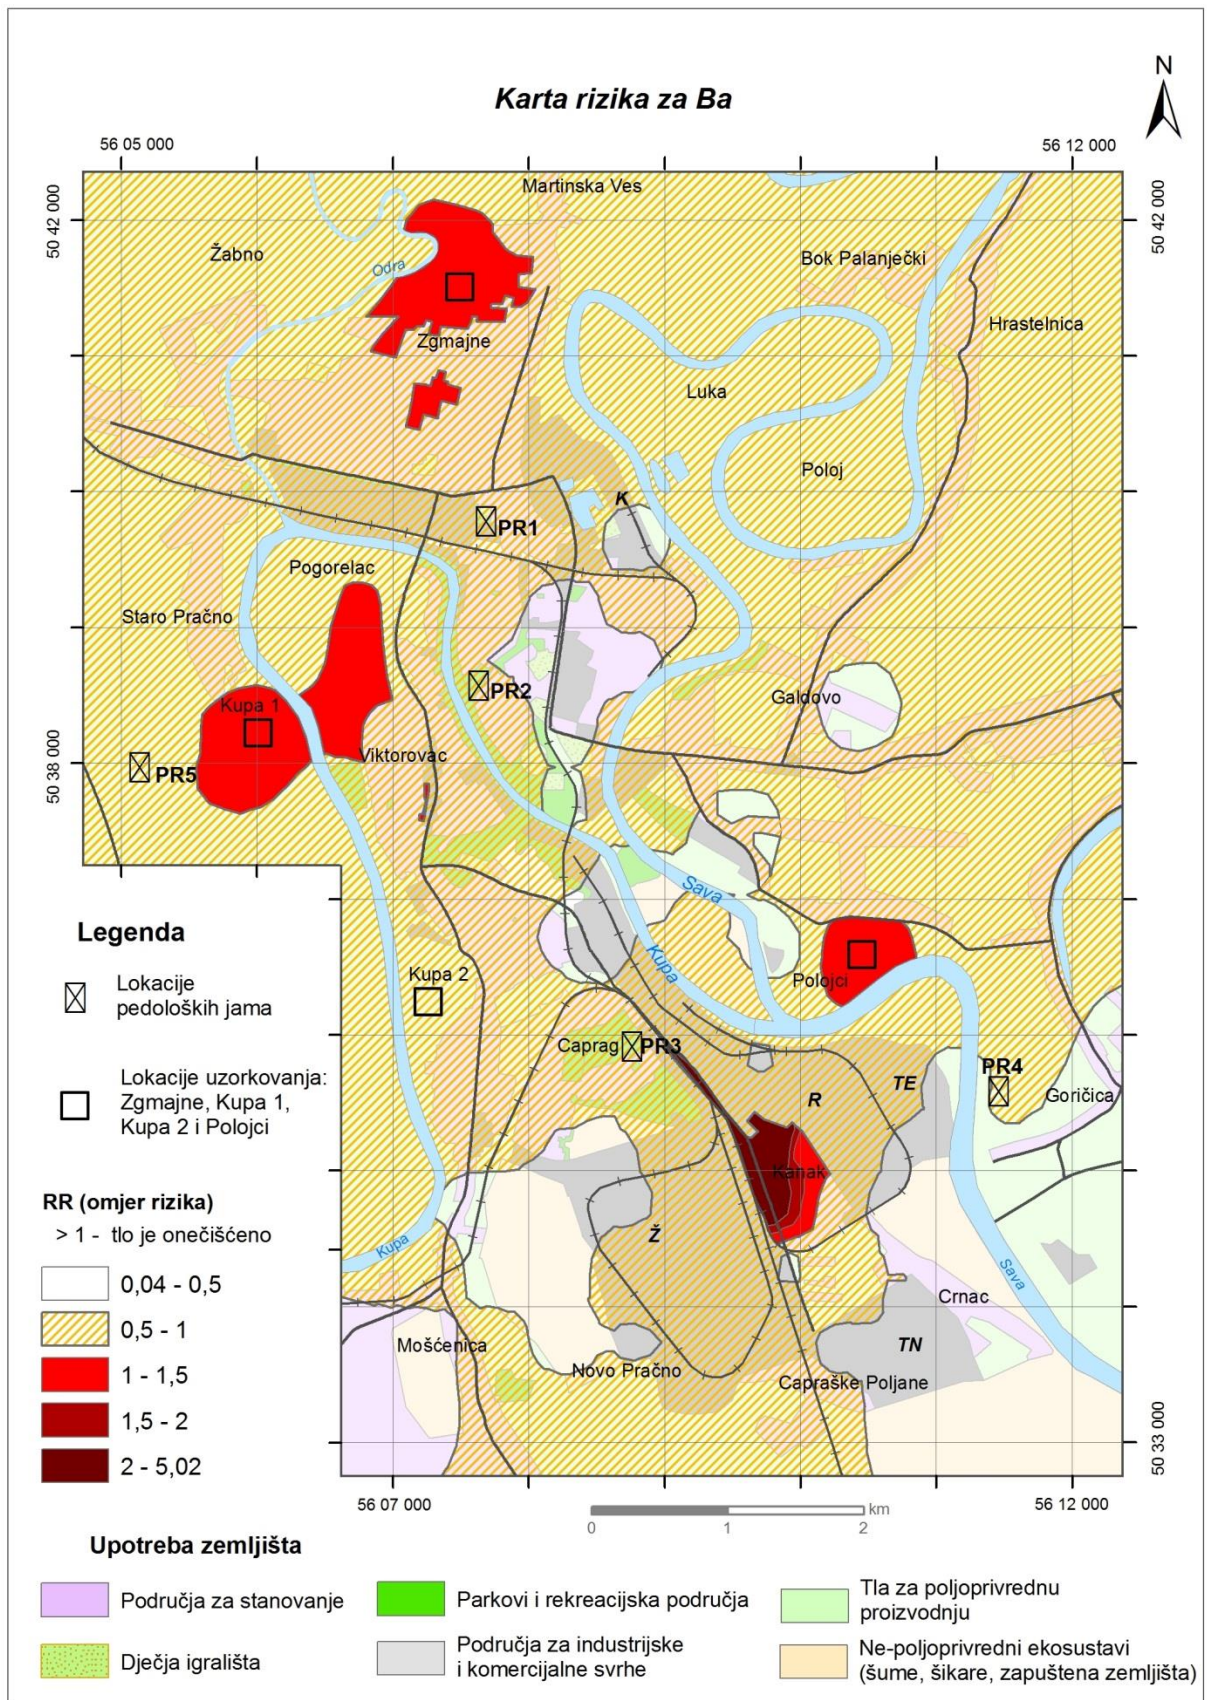 Karta rizika za Ba
N
56 05 000
56 12 000
50 42 000
50 42 000
Martinska Ves
Žabno
Odra
Bok Palanječki
Zgmajne
Hrastelnica
Luka
Poloj
K
PR1
Pogorelac
Staro Pračno
PR2
Galdovo
Kupa 1
Viktorovac
50 38 000
PR5
Sava
Legenda
Lokacije
pedoloških jama
Kupa 2
Kupa
Polojci
Caprag
PR3
PR4
TE
R
Goričica
Lokacije uzorkovanja:
Zgmajne, Kupa 1,
Kupa 2 i Polojci
Kanak
RR (omjer rizika)
> 1 - tlo je onečišćeno
Ž
Kupa
Sava
0,04 - 0,5
0,5 - 1
1 - 1,5
1,5 - 2
2 - 5,02
Crnac
Mošćenica
TN
Novo Pračno
Capraške Poljane
50 33 000
56 07 000
56 12 000
km
0 1 2
Upotreba zemljišta
Područja za stanovanje
Parkovi i rekreacijska područja
Tla za poljoprivrednu
proizvodnju
Dječja igrališta
Područja za industrijske
i komercijalne svrhe
Ne-poljoprivredni ekosustavi
(šume, šikare, zapuštena zemljišta)